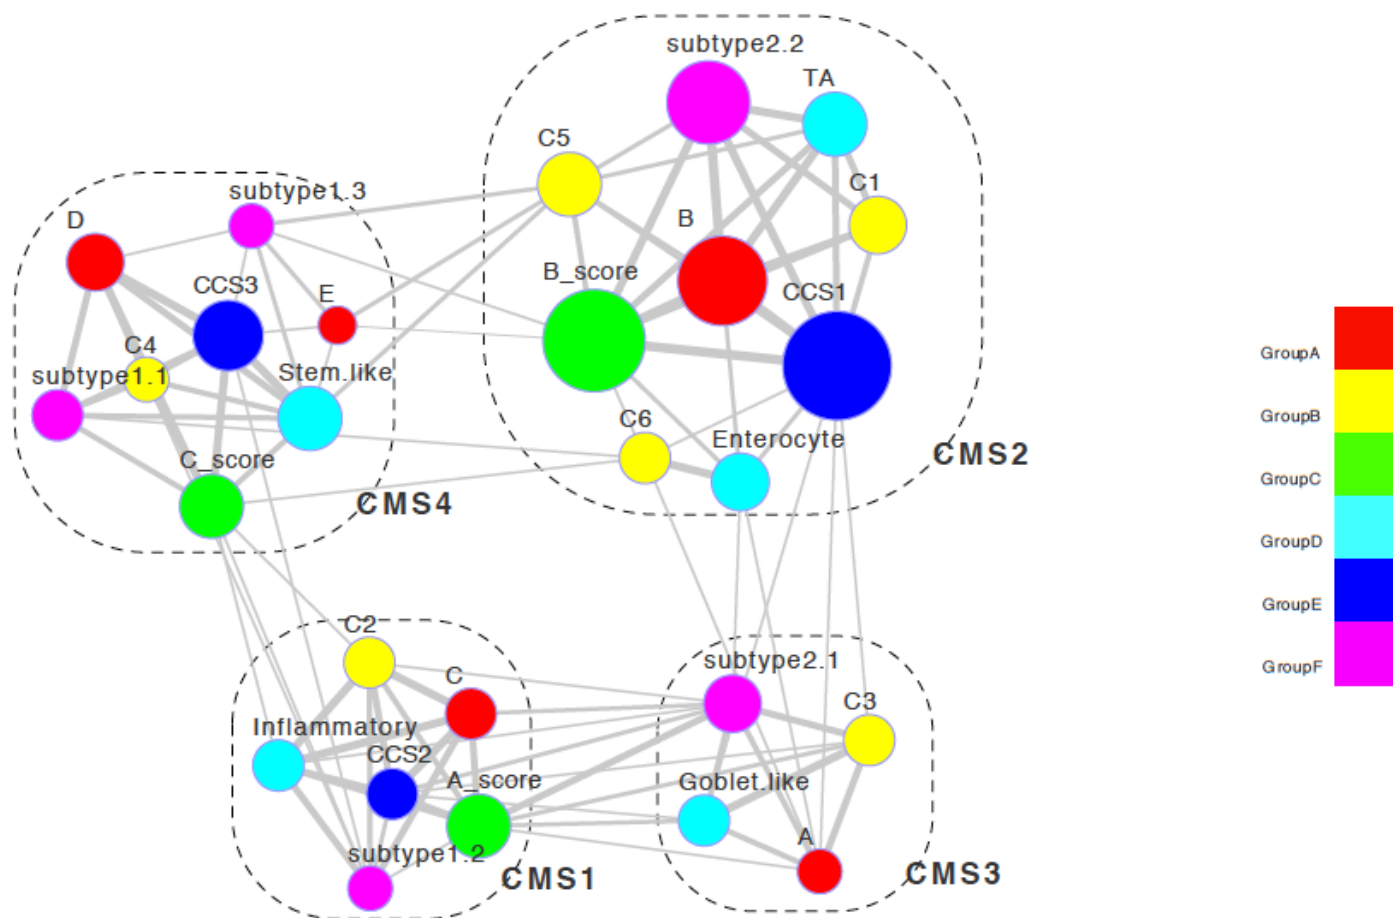 subtype2.2
TA
C5
C1
subtype1.3
D
B
B_score
CCS3
E
CCS1
C4
subtype1.1
Stem.like
C6
Enterocyte
CMS2
C_score
CMS4
GroupA
GroupB
GroupC
GroupD
GroupE
GroupF
C2
C
subtype2.1
C3
Inflammatory
CCS2
A_score
Goblet.like
A
subtype1.2
CMS1
CMS3